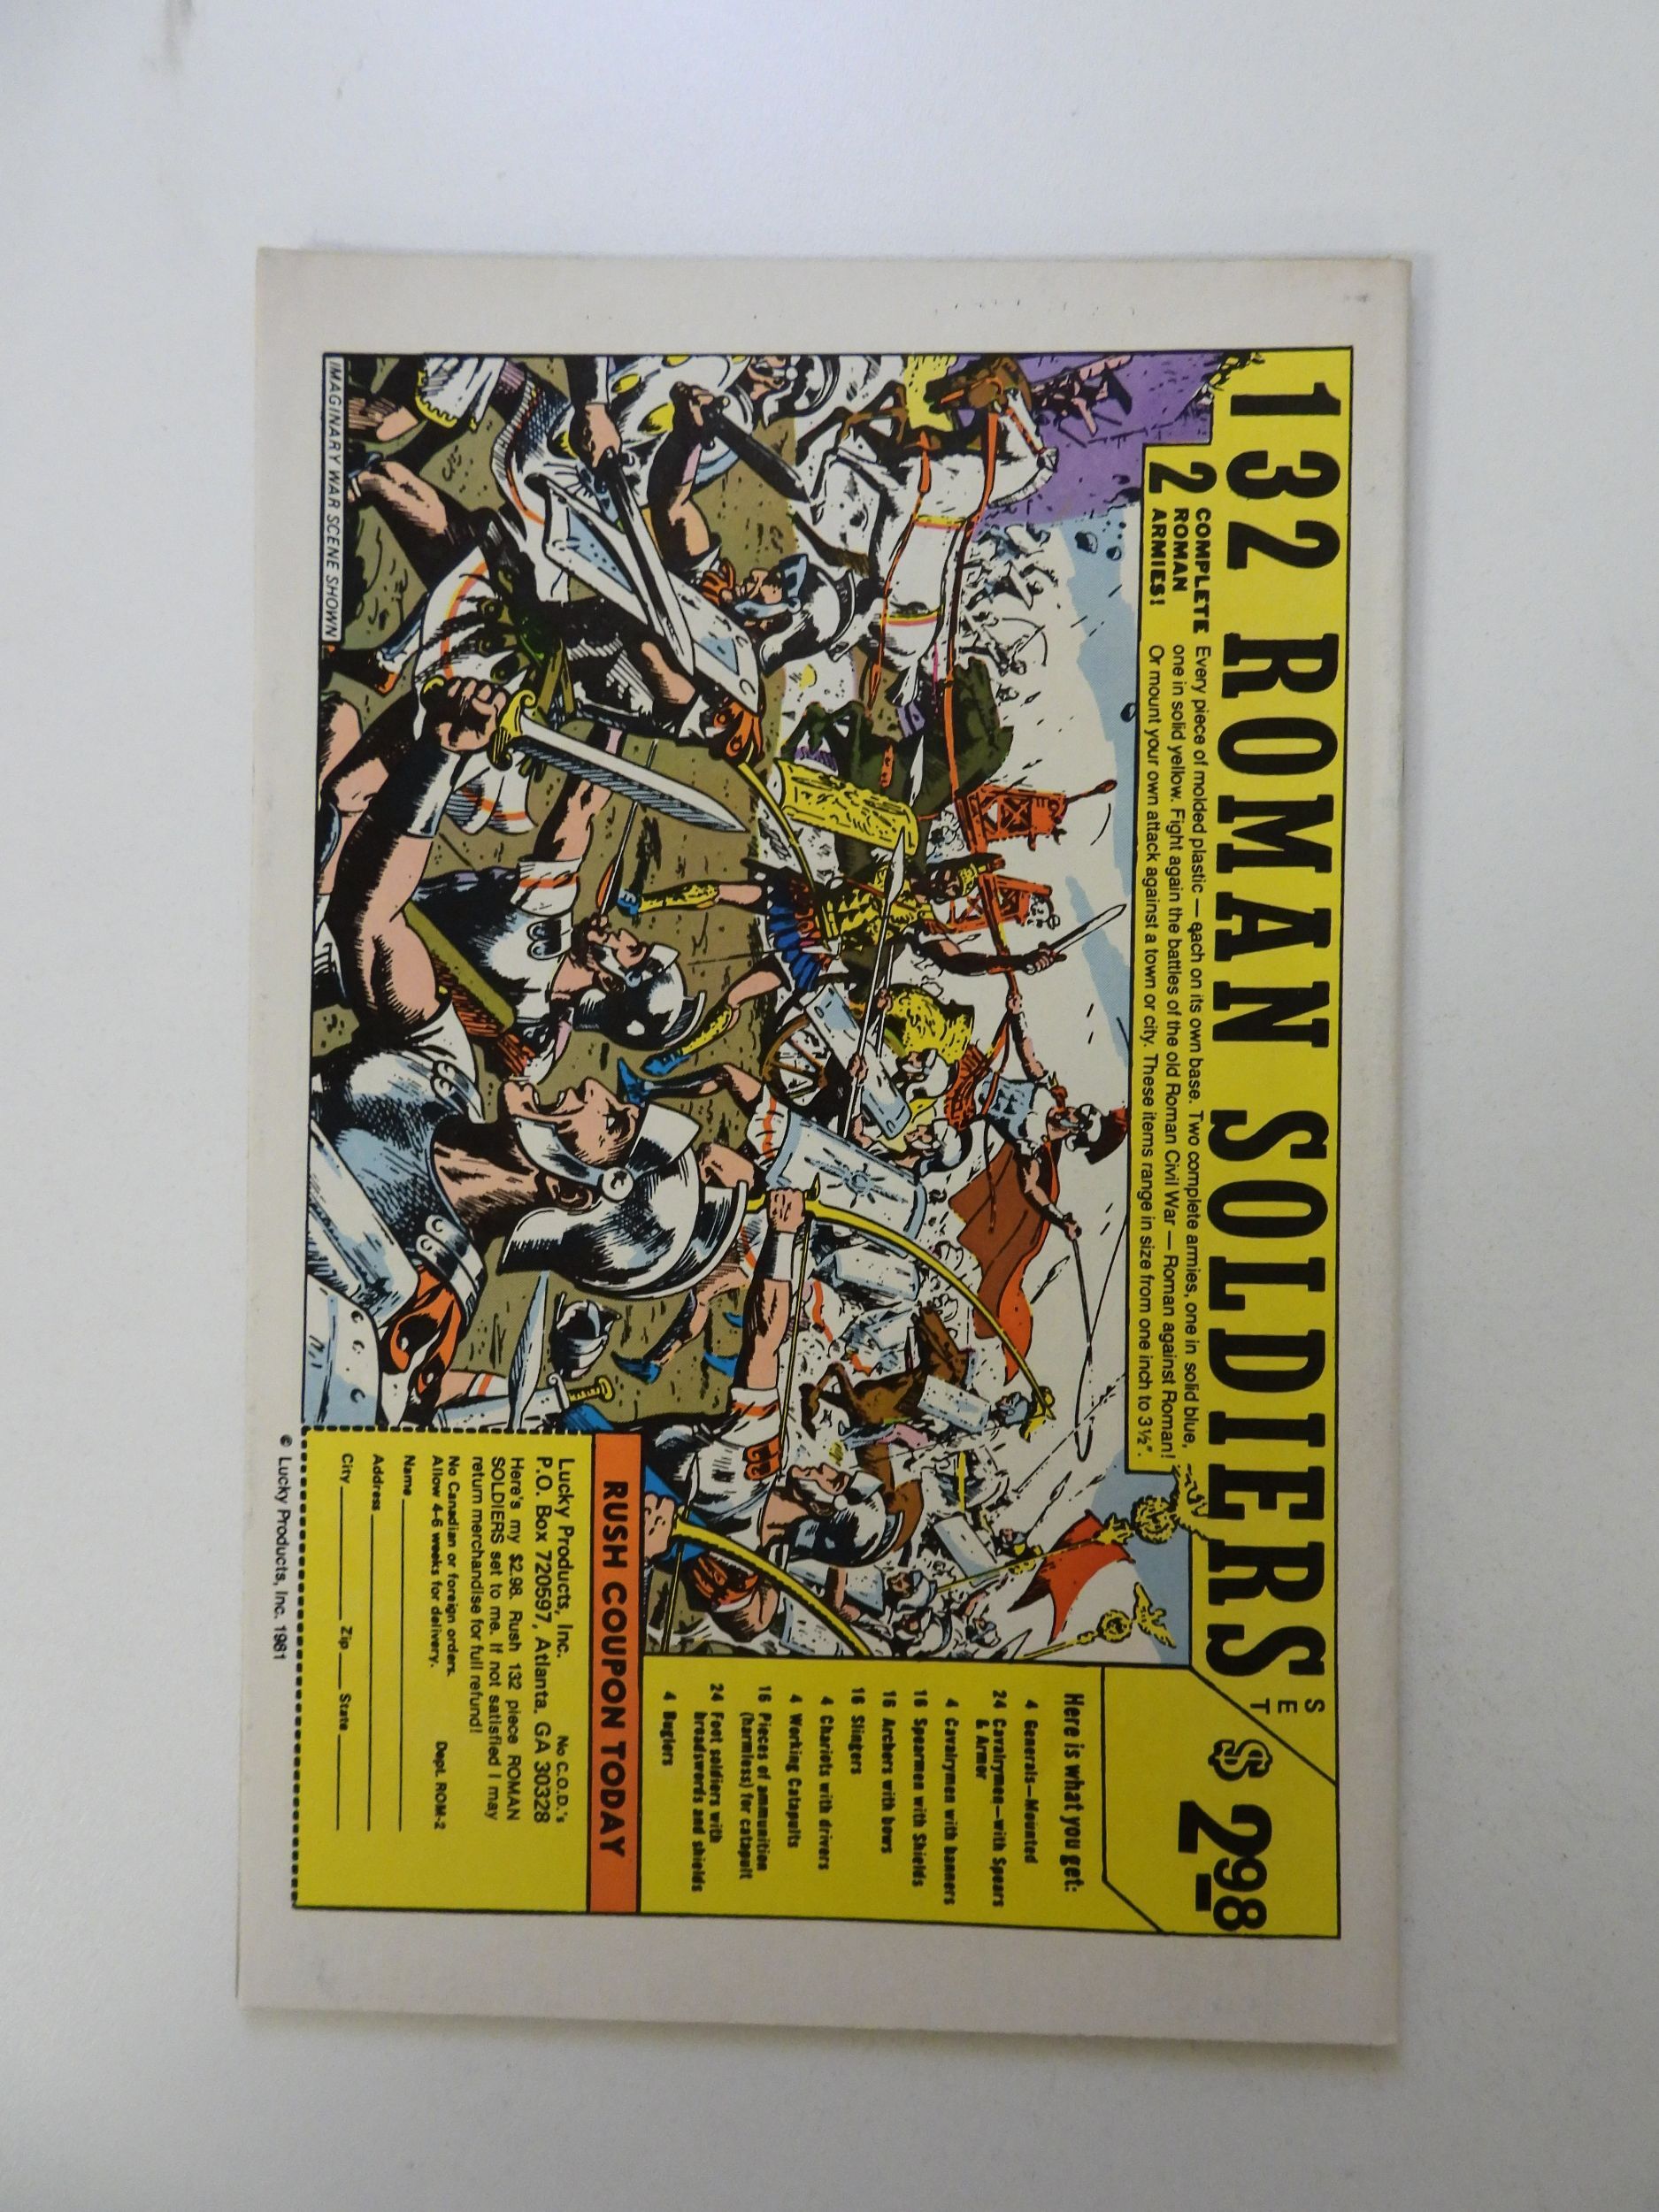 132 ROMAN SOLDIERS SET $2.98
2 COMPLETE ROMAN ARMIES!
Every piece of molded plastic — each on its own base. Two complete armies, one in solid blue,
one in solid yellow. Fight again the battles of the old Roman Civil War — Roman against Roman!
Or mount your own attack against a town or city. These items range in size from one inch to 3½".
Here is what you get:
4 Generals—Mounted
24 Cavalrymen—with Spears
& Armor
4 Cavalrymen with banners
16 Spearmen with Shields
16 Archers with bows
16 Slingers
4 Chariots with drivers
4 Working Catapults
16 Pieces of ammunition
(harmless) for catapult
24 Foot soldiers with
broadswords and shields
4 Buglers
RUSH COUPON TODAY
Lucky Products, Inc. No C.O.D.'s
P.O. Box 720597, Atlanta, GA 30328
Here's my $2.98. Rush 132 piece ROMAN
SOLDIERS set to me. If not satisfied I may
return merchandise for full refund!
No Canadian or foreign orders.
Allow 4-6 weeks for delivery. Dept. ROM-2
Name
Address
City Zip State
IMAGINARY WAR SCENE SHOWN
© Lucky Products, Inc. 1981